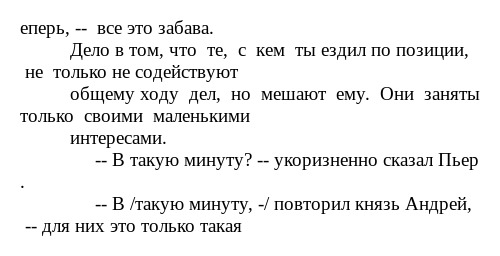 еперь, -- все это забава.
Дело в том, что те, с кем ты ездил по позиции,
не только не содействуют
общему ходу дел, но мешают ему. Они заняты
только своими маленькими
интересами.
-- В такую минуту? -- укоризненно сказал Пьер
.
-- В /такую минуту, -/ повторил князь Андрей,
-- для них это только такая